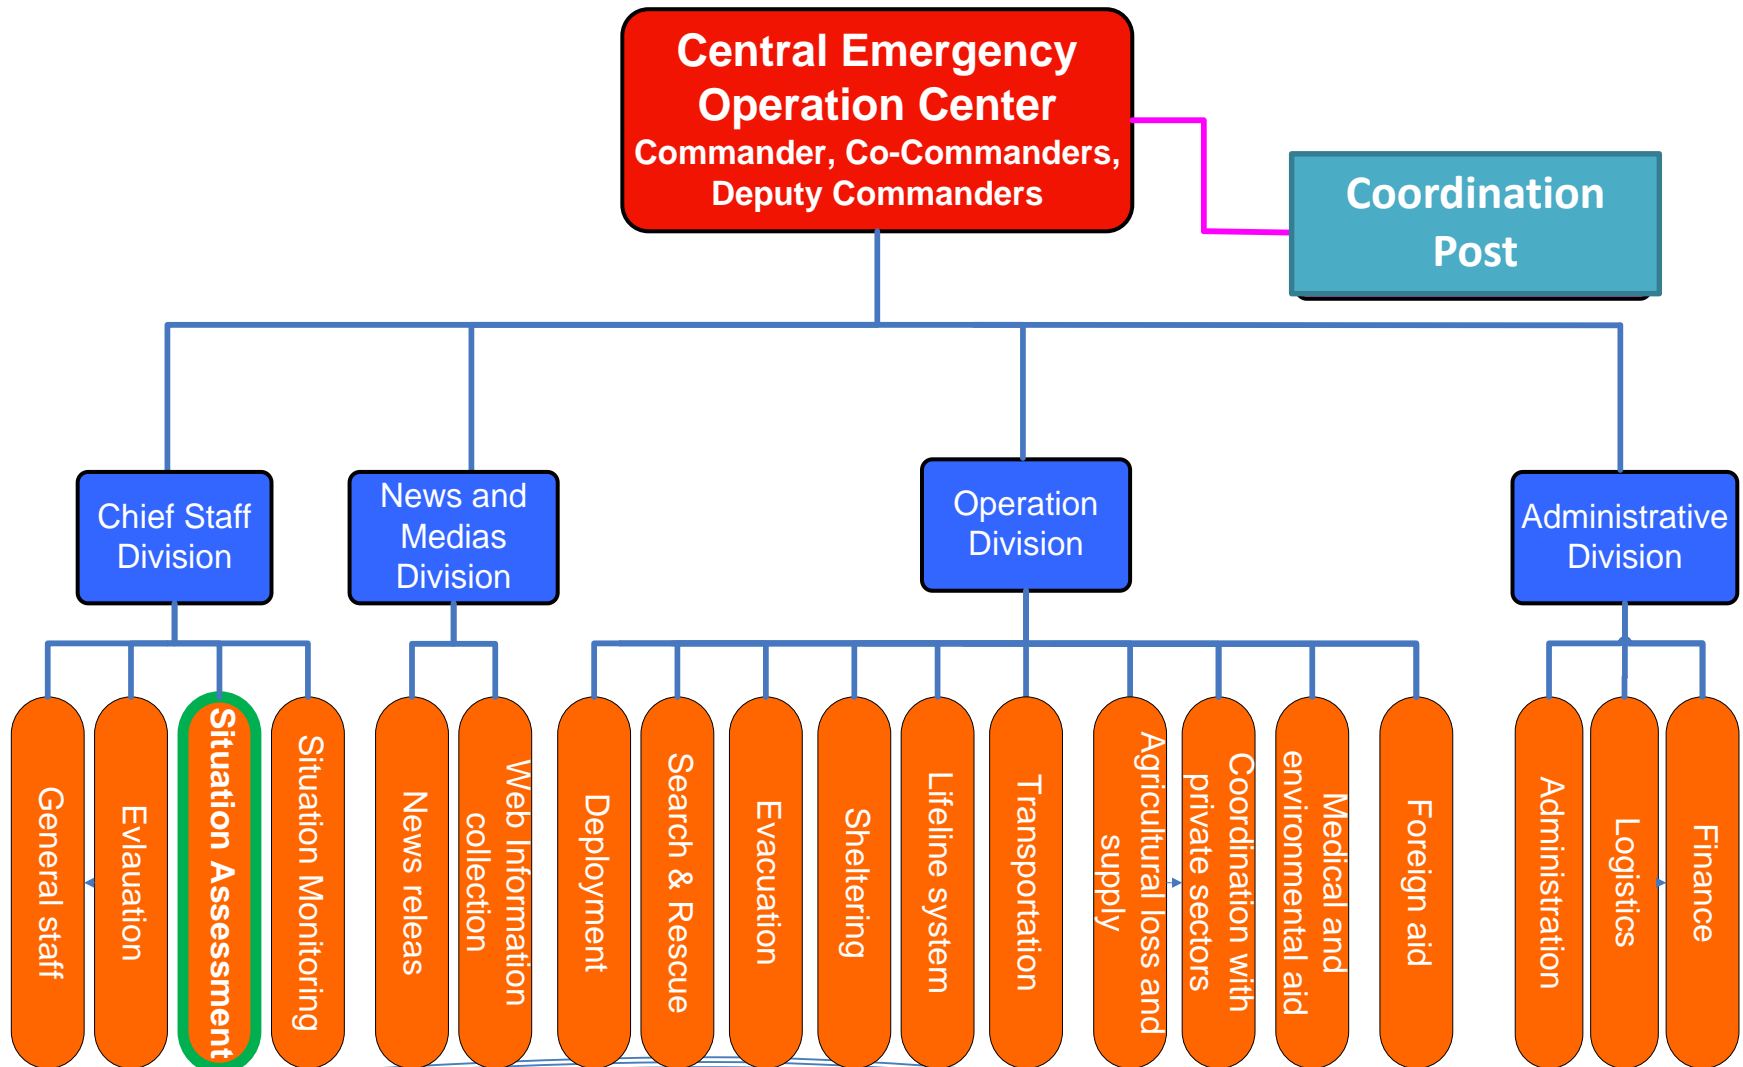 Central Emergency
Operation Center
Commander, Co-Commanders,
Deputy Commanders
Coordination
Post
Chief Staff
Division
News and
Medias
Division
Operation
Division
Administrative
Division
General staff
Evlauation
Situation Assessment
Situation Monitoring
News releas
Web Information
collection
Deployment
Search & Rescue
Evacuation
Sheltering
Lifeline system
Transportation
Agricultural loss and
supply
Coordination with
private sectors
Medical and
environmental aid
Foreign aid
Administration
Logistics
Finance